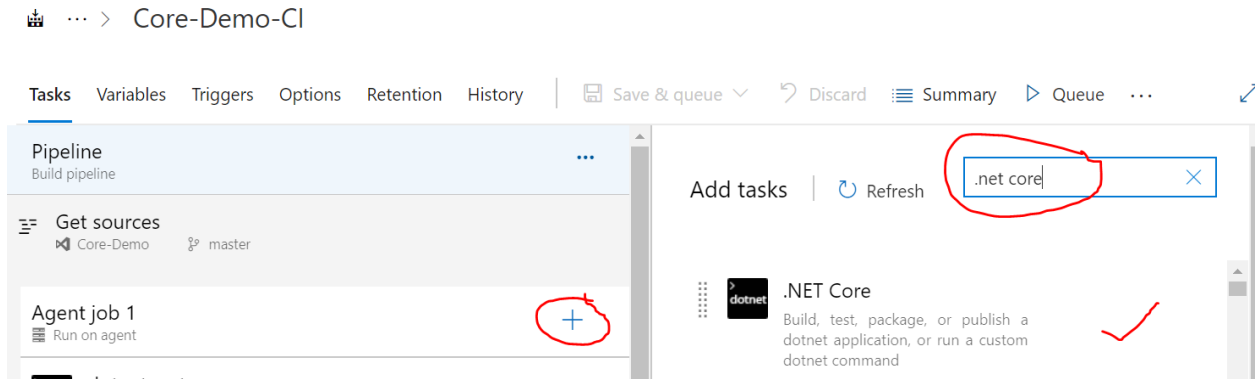 ··· > Core-Demo-CI
Tasks Variables Triggers Options Retention History Save & queue Discard Summary Queue ···
Pipeline
Build pipeline
Get sources
Core-Demo master
Agent job 1
Run on agent
Add tasks Refresh .net core
dotnet
.NET Core
Build, test, package, or publish a
dotnet application, or run a custom
dotnet command